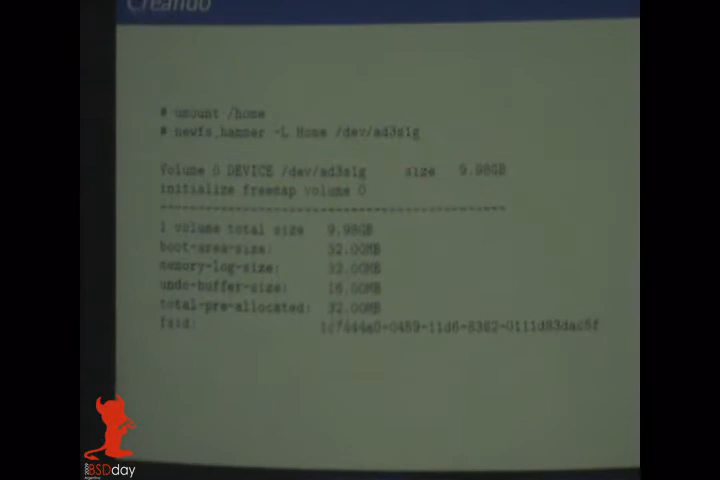 Creando
# umount /home
# newfs_hammer -L Home /dev/ad3s1g
Volume 0 DEVICE /dev/ad3s1g size 9.98GB
initialize freemap volume 0
---------------------------------------------
1 volume total size 9.98GB
boot-area-size: 32.00MB
memory-log-size: 32.00MB
undo-buffer-size: 16.00MB
total-pre-allocated: 32.00MB
fsid:
BSDday